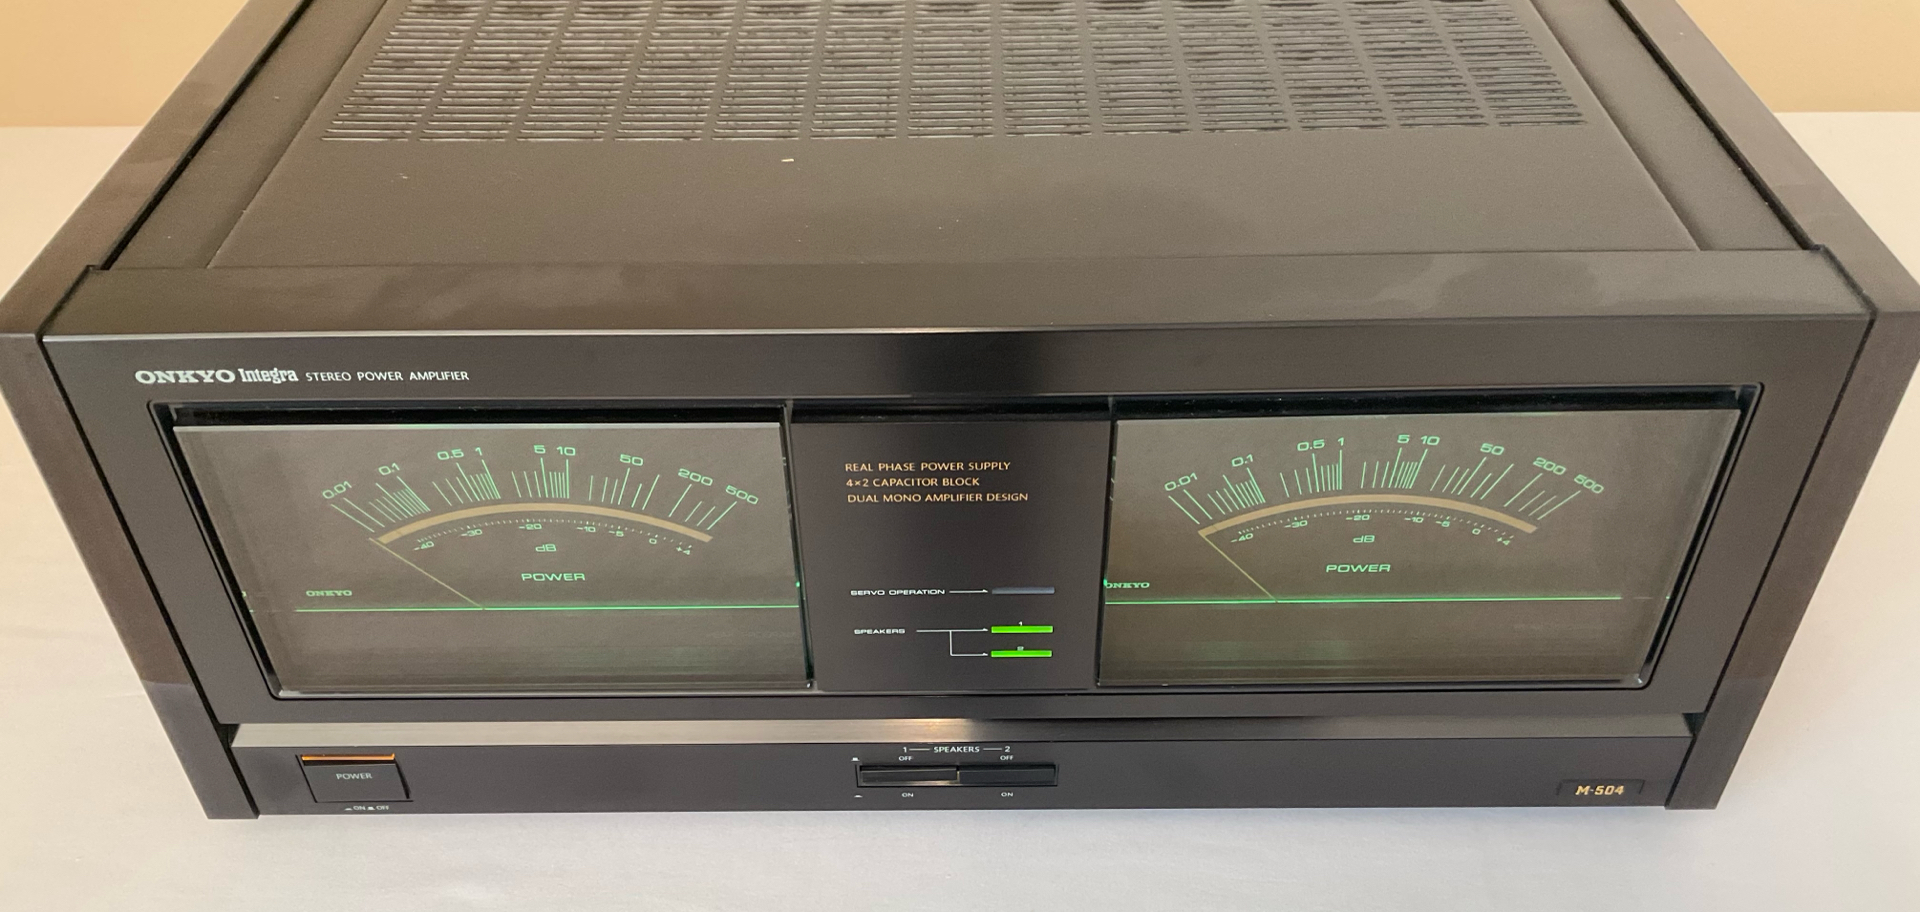 ONKYO Integra STEREO POWER AMPLIFIER
0.01 0.1 0.5 1 5 10 50 200 500
-40 -30 -20 -10 -5 0 +4
dB
POWER
ONKYO
REAL PHASE POWER SUPPLY
4×2 CAPACITOR BLOCK
DUAL MONO AMPLIFIER DESIGN
SERVO OPERATION
SPEAKERS
1
2
0.01 0.1 0.5 1 5 10 50 200 500
-40 -30 -20 -10 -5 0 +4
dB
POWER
ONKYO
POWER
ON OFF
1 SPEAKERS 2
OFF OFF
ON ON
M-504